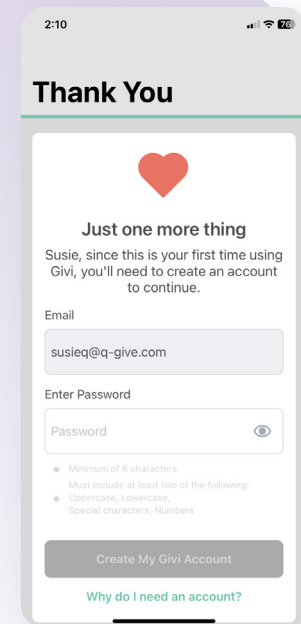 2:10
76
Thank You
Just one more thing
Susie, since this is your first time using
Givi, you'll need to create an account
to continue.
Email
susieq@q-give.com
Enter Password
Password
Minimum of 8 characters
Must include at least two of the following:
Uppercase, Lowercase,
Special characters, Numbers
Create My Givi Account
Why do I need an account?